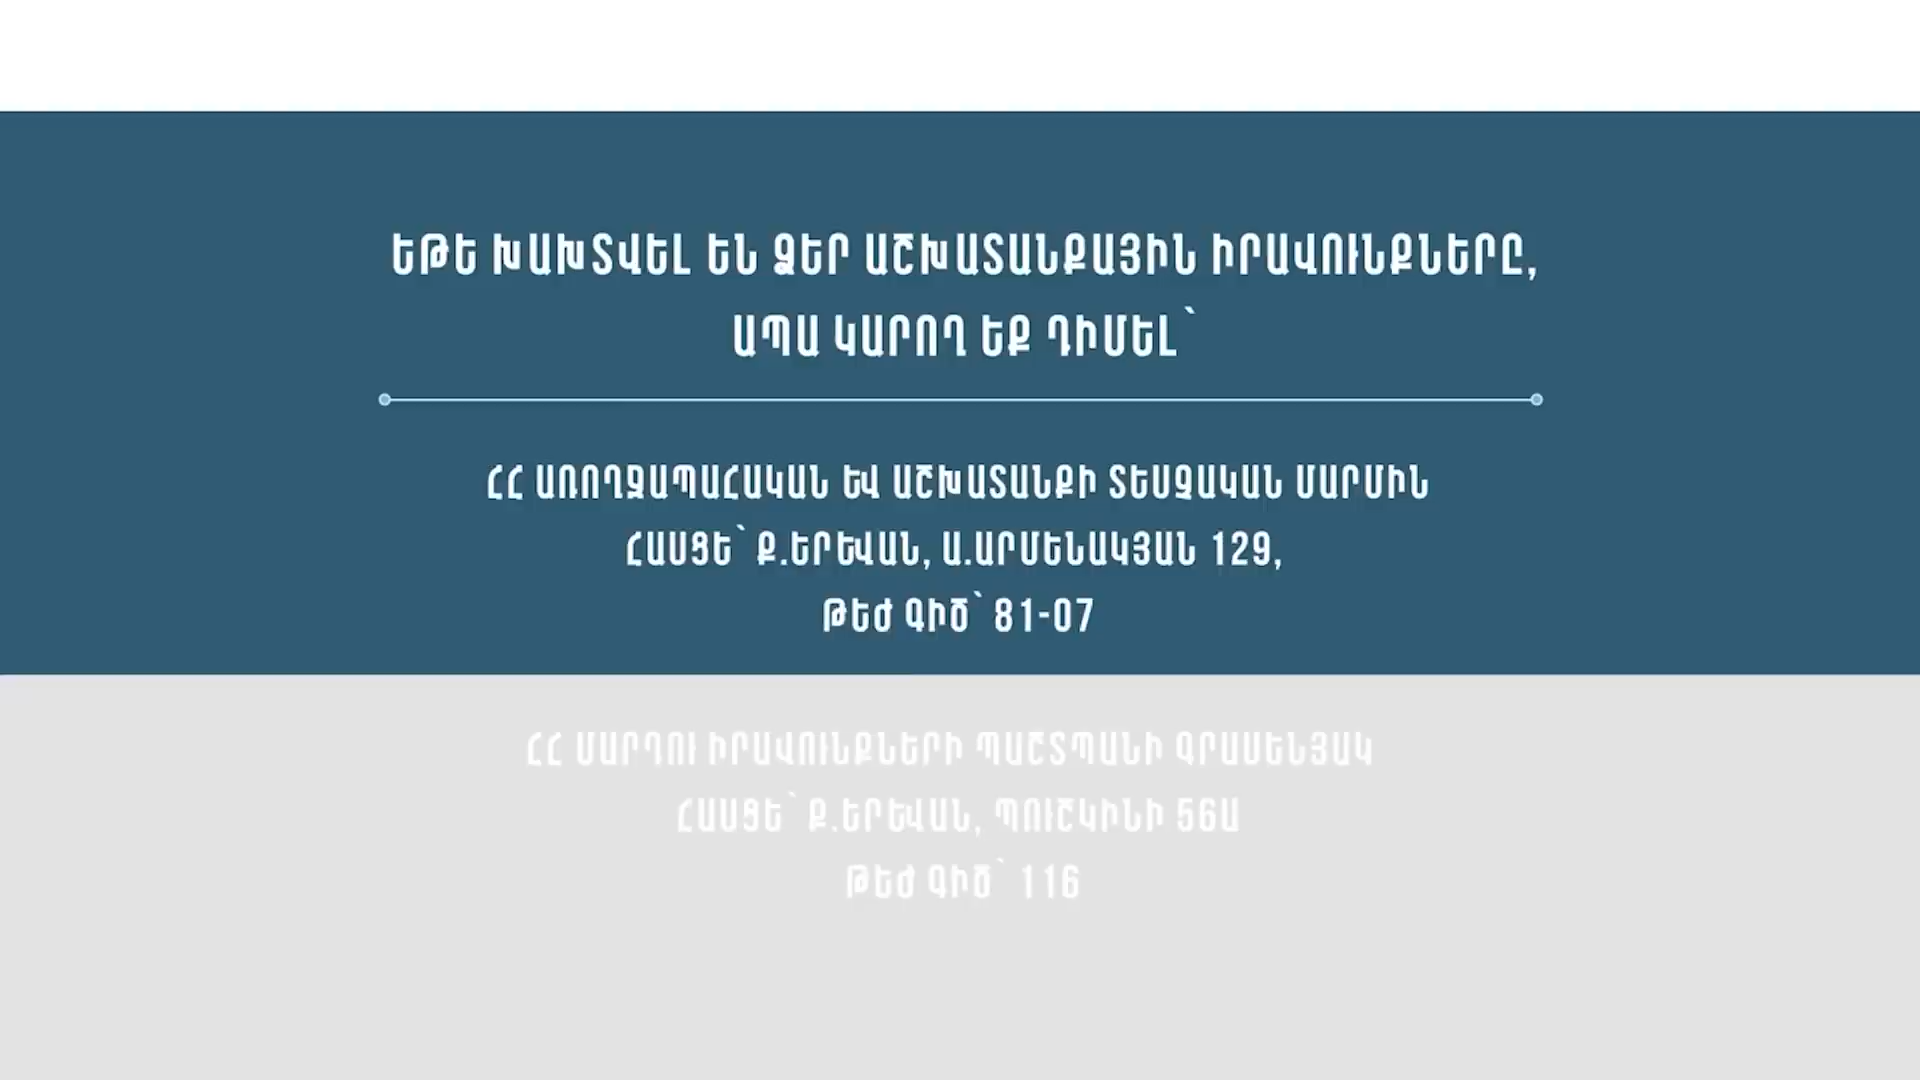 ԵԹԵ ԽԱԽՏՎԵԼ ԵՆ ՁԵՐ ԱՇԽԱՏԱՆՔԱՅԻՆ ԻՐԱՎՈՒՆՔՆԵՐԸ,
ԱՊԱ ԿԱՐՈՂ ԵՔ ԴԻՄԵԼ՝
ՀՀ ԱՌՈՂՋԱՊԱՀԱԿԱՆ ԵՎ ԱՇԽԱՏԱՆՔԻ ՏԵՍՉԱԿԱՆ ՄԱՐՄԻՆ
ՀԱՍՑԵ՝ Ք.ԵՐԵՎԱՆ, Ա.ԱՐՄԵՆԱԿՅԱՆ 129,
ԹԵԺ ԳԻԾ՝ 81-07
ՀՀ ՄԱՐԴՈՒ ԻՐԱՎՈՒՆՔՆԵՐԻ ՊԱՇՏՊԱՆԻ ԳՐԱՍԵՆՅԱԿ
ՀԱՍՑԵ՝ Ք.ԵՐԵՎԱՆ, ՊՈՒՇԿԻՆԻ 56Ա
ԹԵԺ ԳԻԾ՝ 116